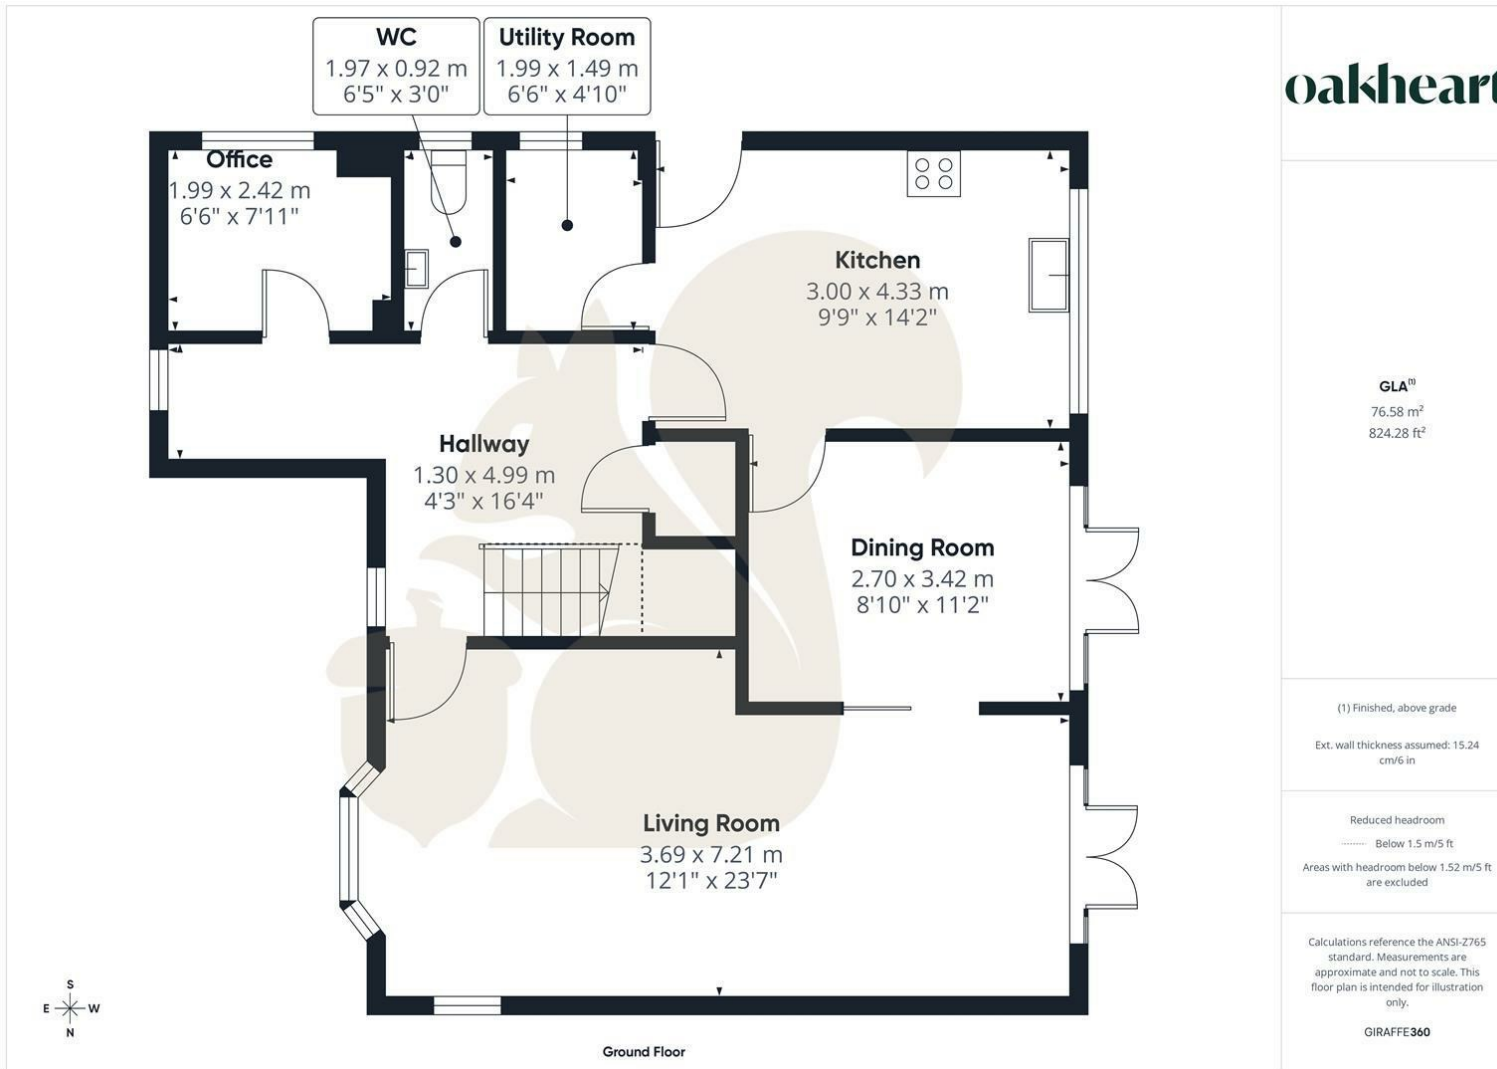 WC
1.97 x 0.92 m
6'5" x 3'0"
Utility Room
1.99 x 1.49 m
6'6" x 4'10"
Office
1.99 x 2.42 m
6'6" x 7'11"
Kitchen
3.00 x 4.33 m
9'9" x 14'2"
Hallway
1.30 x 4.99 m
4'3" x 16'4"
Dining Room
2.70 x 3.42 m
8'10" x 11'2"
Living Room
3.69 x 7.21 m
12'1" x 23'7"
S
E W
N
Ground Floor
oakheart
GLA(1)
76.58 m²
824.28 ft²
(1) Finished, above grade
Ext. wall thickness assumed: 15.24
cm/6 in
Reduced headroom
Below 1.5 m/5 ft
Areas with headroom below 1.52 m/5 ft
are excluded
Calculations reference the ANSI-Z765
standard. Measurements are
approximate and not to scale. This
floor plan is intended for illustration
only.
GIRAFFE360